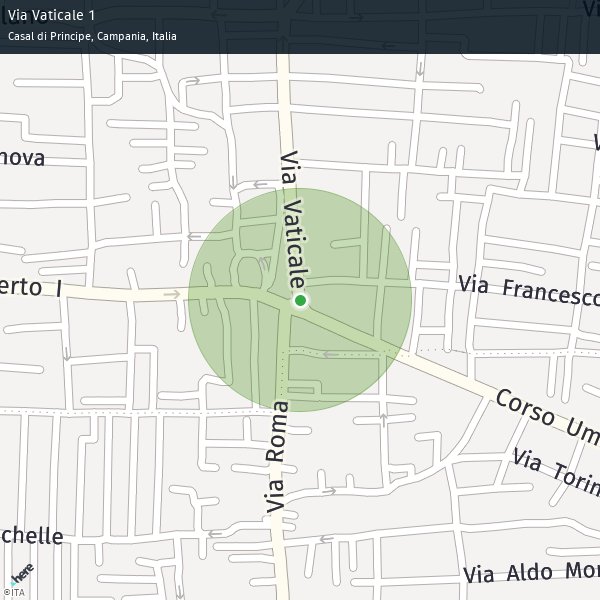 Via Vaticale 1
Casal di Principe, Campania, Italia
nova
Via Vaticale
erto I
Via Francesco
Corso Um
Via Roma
Via Torin
chelle
Via Aldo Mor
here
©ITA